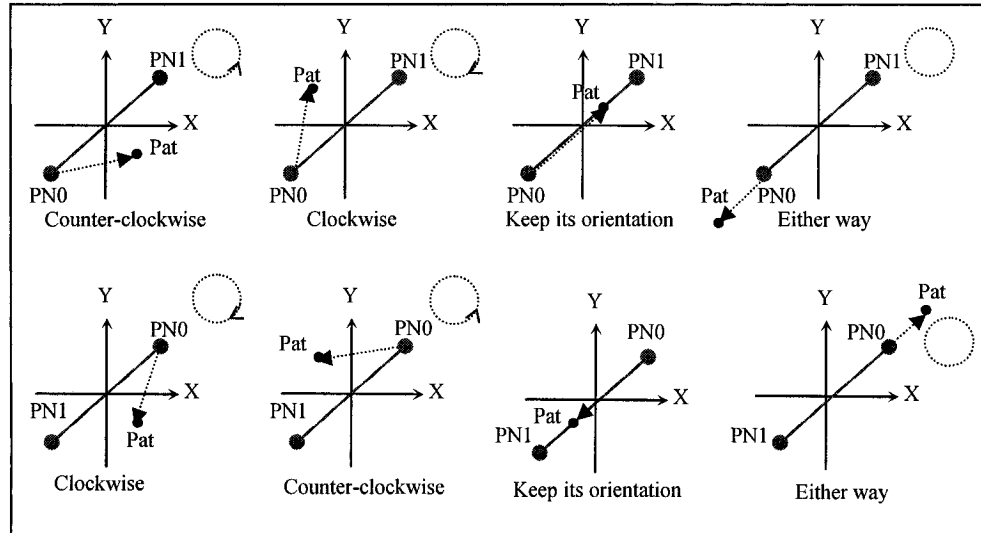 Y
PN1
X
Pat
PN0
Counter-clockwise
Y
Pat
PN1
X
PN0
Clockwise
Y
PN1
Pat
X
PN0
Keep its orientation
Y
PN1
X
Pat
PN0
Either way
Y
PN0
X
PN1
Pat
Clockwise
Y
PN0
Pat
X
PN1
Counter-clockwise
Y
PN0
X
Pat
PN1
Keep its orientation
Y
Pat
PN0
X
PN1
Either way